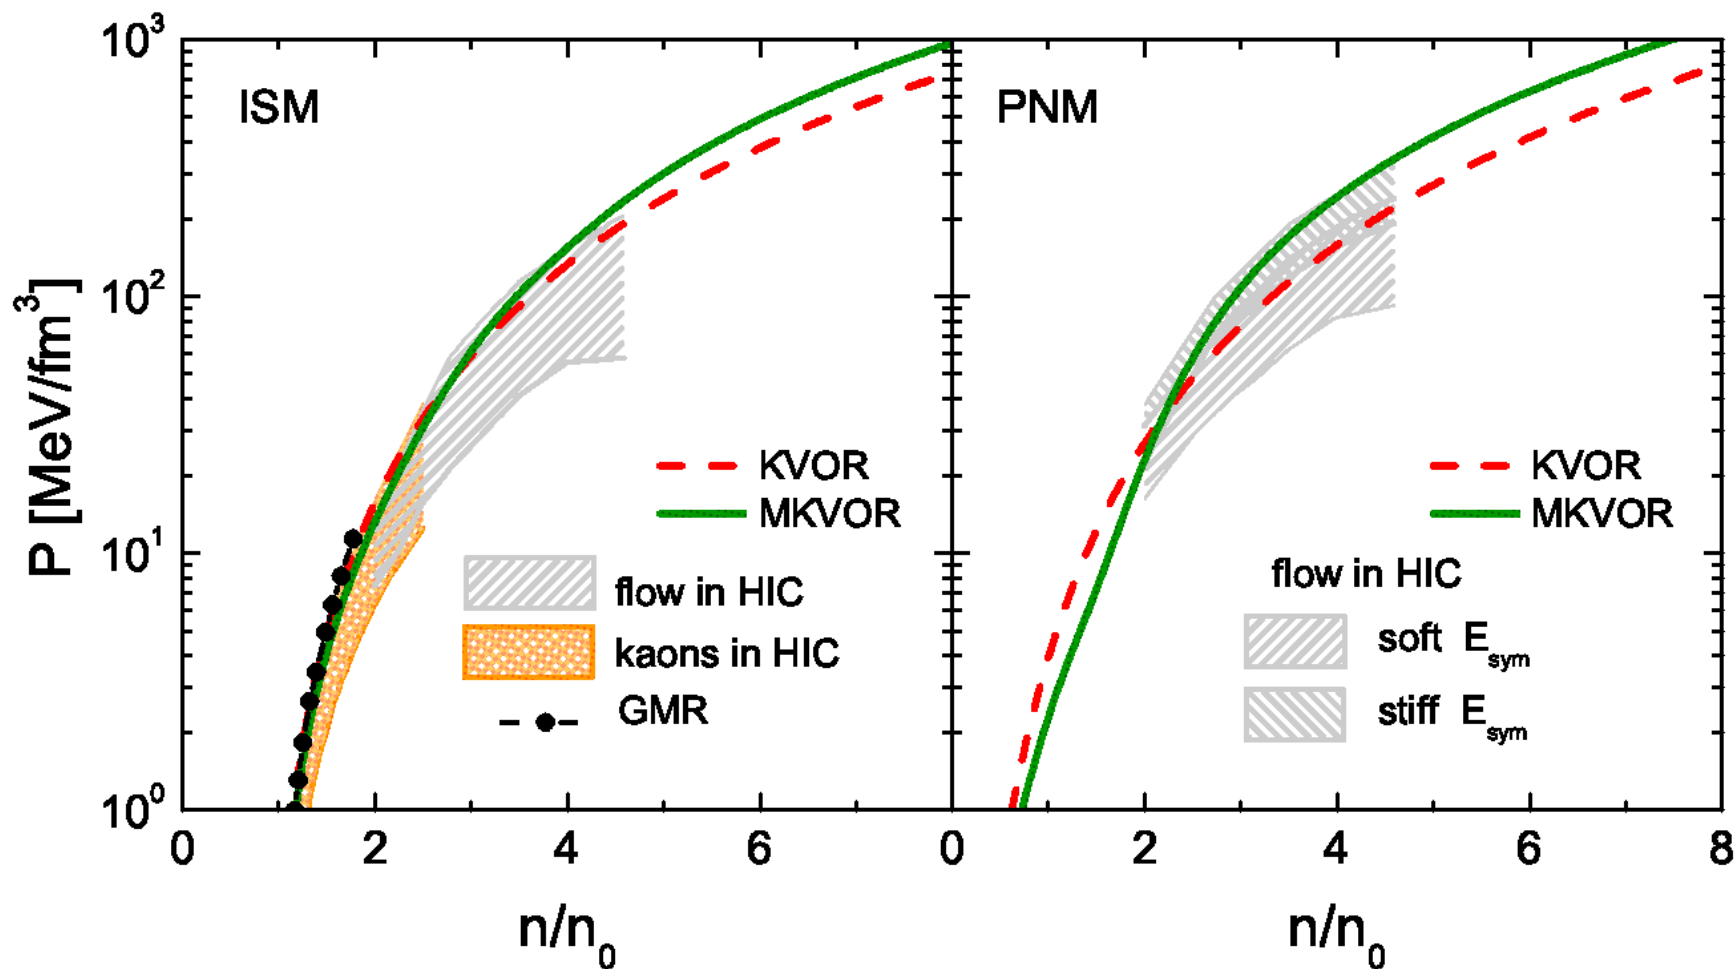 10³
10²
10¹
10⁰
P [MeV/fm³]
ISM
KVOR
MKVOR
flow in HIC
kaons in HIC
GMR
0 2 4 6 0
n/n₀
PNM
KVOR
MKVOR
flow in HIC
soft E_sym
stiff E_sym
2 4 6 8
n/n₀